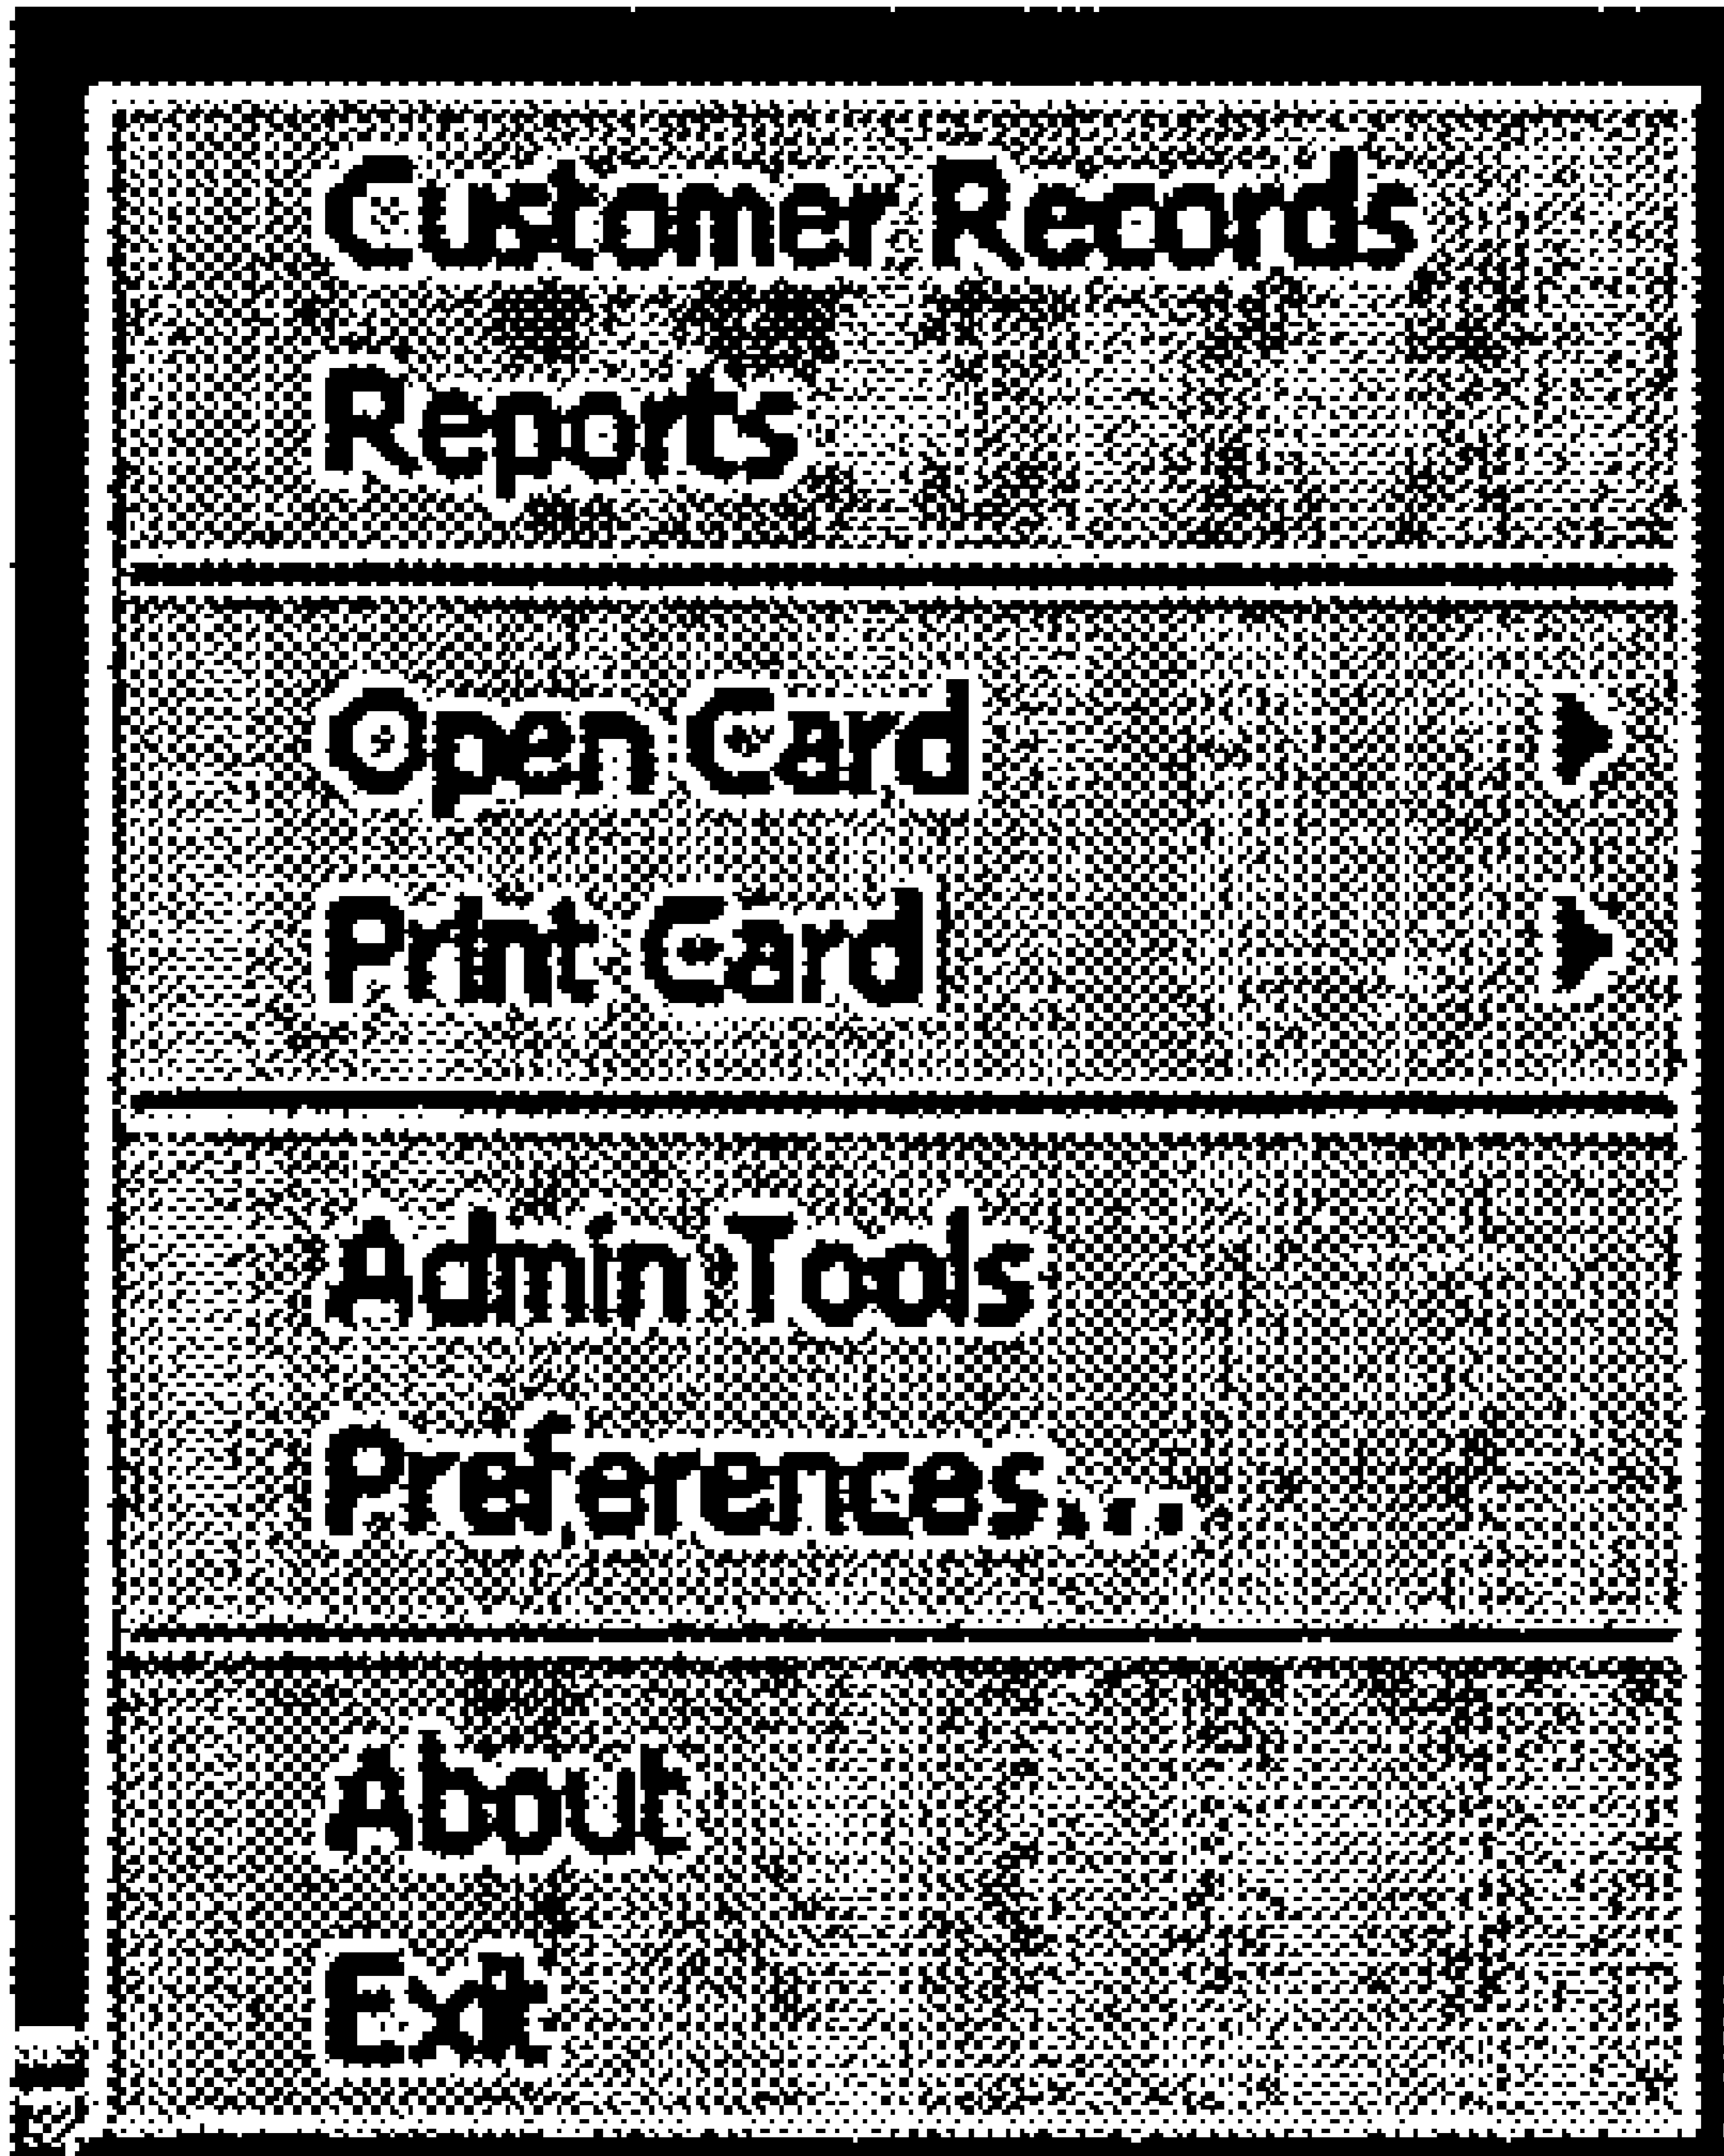 Customer Records
Reports
Open Card
Print Card
Admin Tools
Preferences...
About
Exit